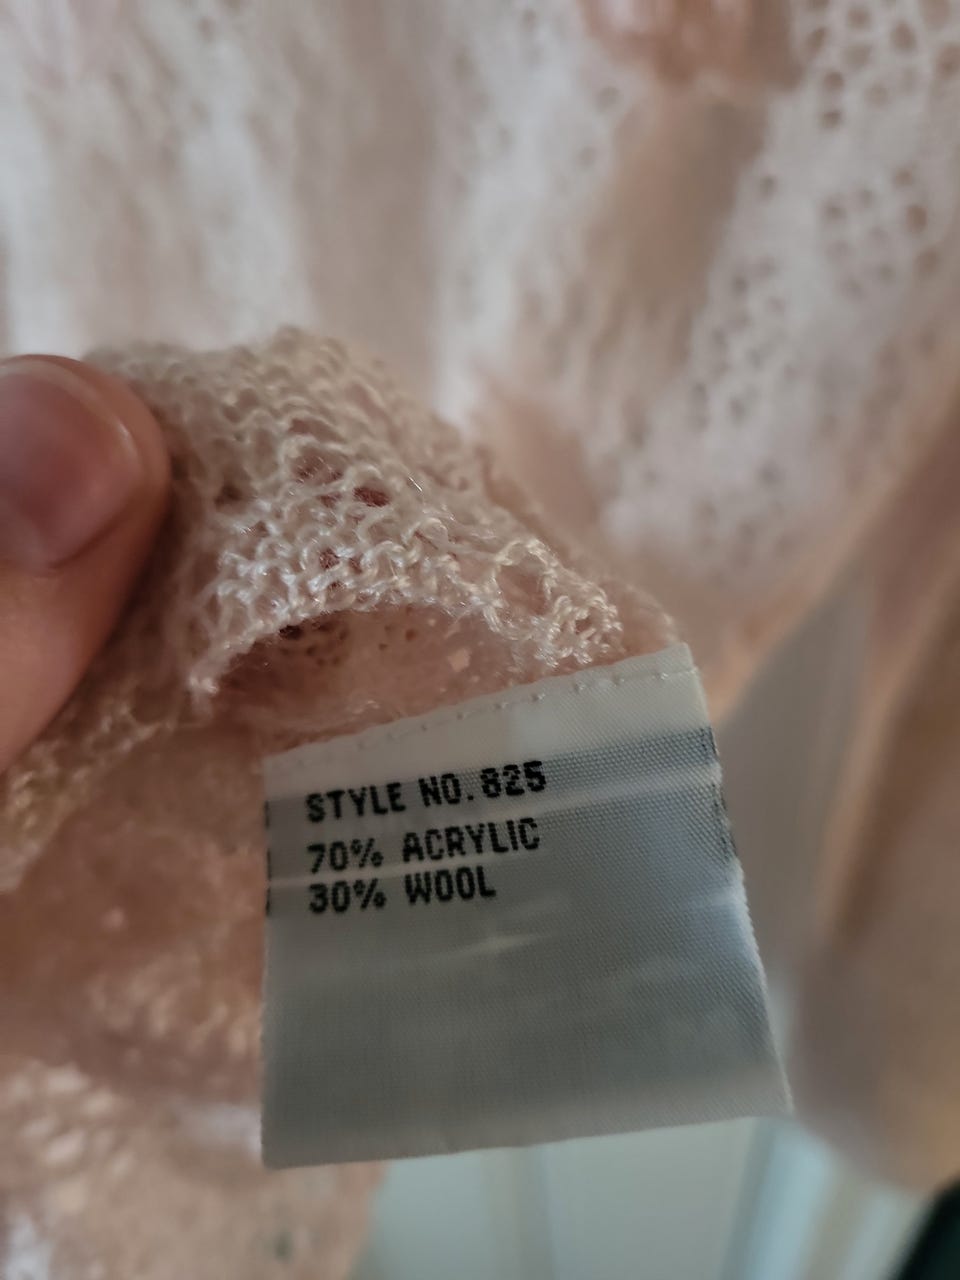 STYLE NO. 825
70% ACRYLIC
30% WOOL